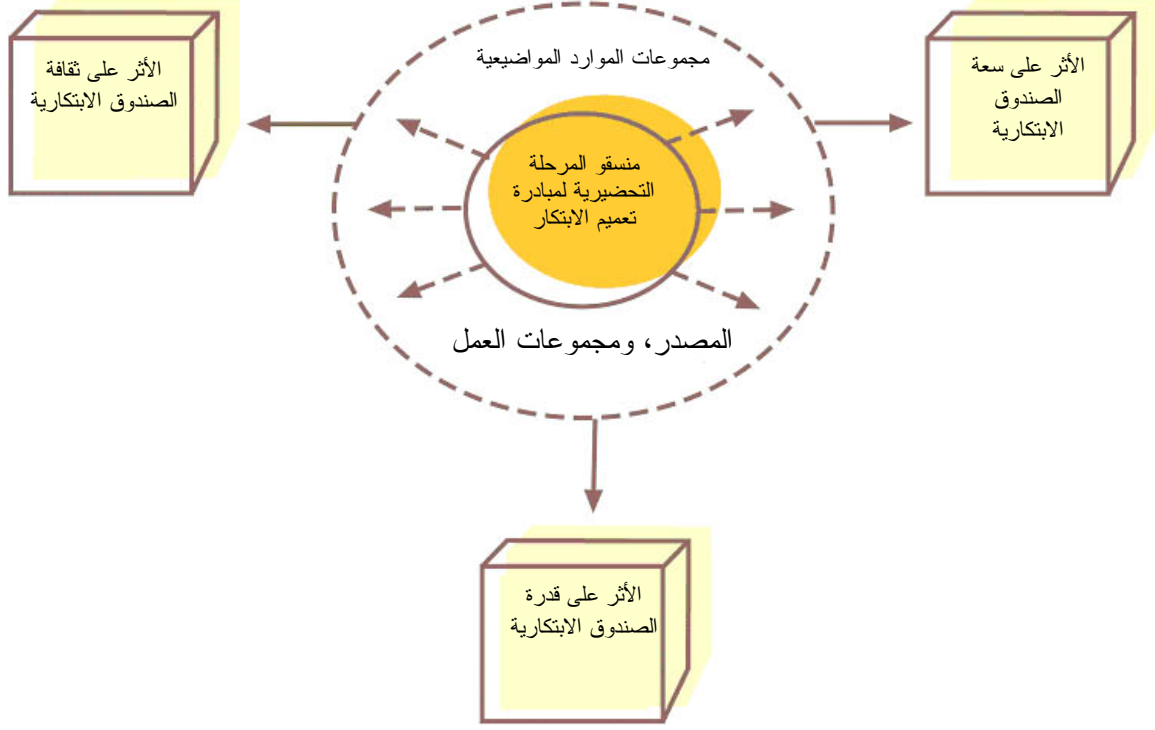 مجموعات الموارد المواضيعية
الأثر على سعة
الصندوق
الابتكارية
الأثر على ثقافة
الصندوق الابتكارية
منسقو المرحلة
التحضيرية لمبادرة
تعميم الابتكار
المصدر، ومجموعات العمل
الأثر على قدرة
الصندوق الابتكارية